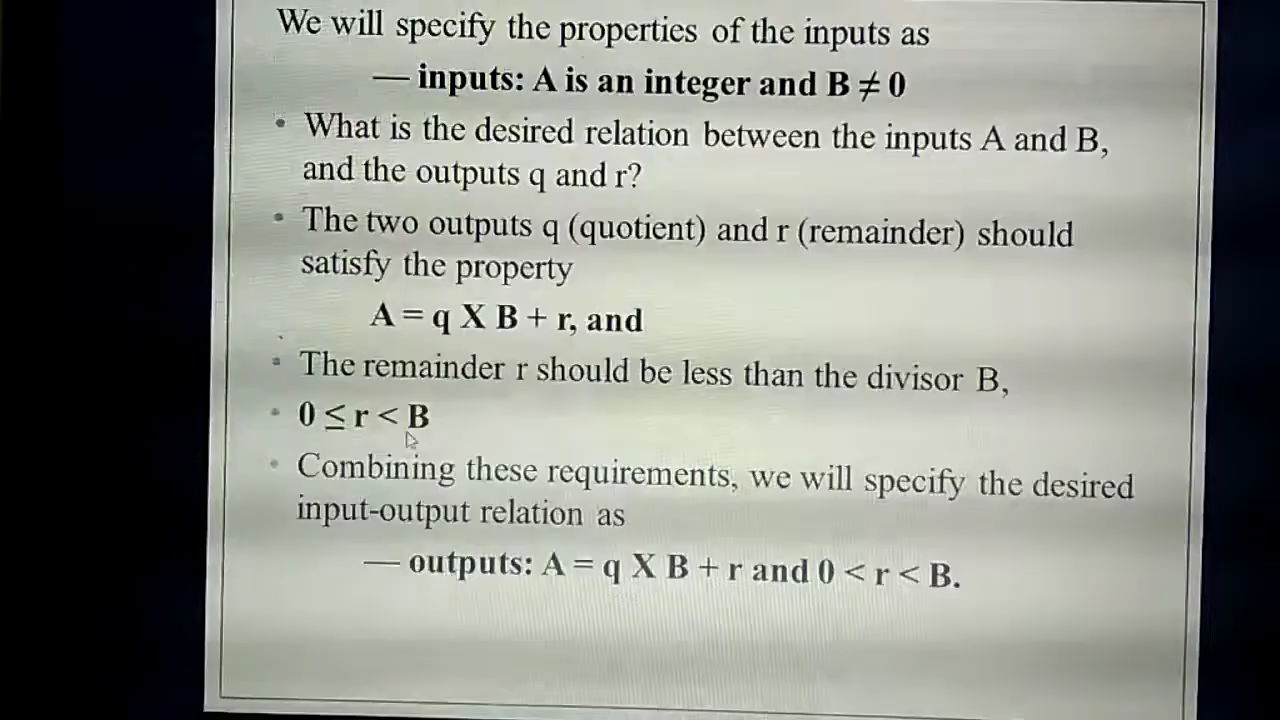 We will specify the properties of the inputs as
— inputs: A is an integer and B ≠ 0
• What is the desired relation between the inputs A and B,
and the outputs q and r?
• The two outputs q (quotient) and r (remainder) should
satisfy the property
A = q X B + r, and
• The remainder r should be less than the divisor B,
• 0 ≤ r < B
• Combining these requirements, we will specify the desired
input-output relation as
— outputs: A = q X B + r and 0 < r < B.